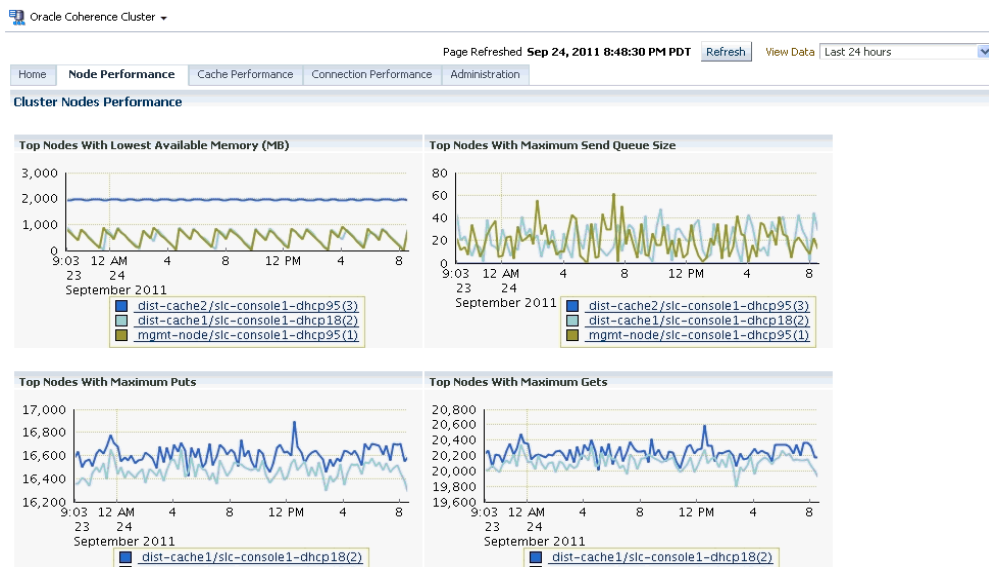 Oracle Coherence Cluster
Page Refreshed Sep 24, 2011 8:48:30 PM PDT Refresh View Data Last 24 hours
Home Node Performance Cache Performance Connection Performance Administration
Cluster Nodes Performance
Top Nodes With Lowest Available Memory (MB)
3,000
2,000
1,000
0
9:03 12 AM 4 8 12 PM 4 8
23 24
September 2011
dist-cache2/slc-console1-dhcp95(3)
dist-cache1/slc-console1-dhcp18(2)
mgmt-node/slc-console1-dhcp95(1)
Top Nodes With Maximum Send Queue Size
80
60
40
20
0
9:03 12 AM 4 8 12 PM 4 8
23 24
September 2011
dist-cache2/slc-console1-dhcp95(3)
dist-cache1/slc-console1-dhcp18(2)
mgmt-node/slc-console1-dhcp95(1)
Top Nodes With Maximum Puts
17,000
16,800
16,600
16,400
16,200
9:03 12 AM 4 8 12 PM 4 8
23 24
September 2011
dist-cache1/slc-console1-dhcp18(2)
Top Nodes With Maximum Gets
20,800
20,600
20,400
20,200
20,000
19,800
19,600
9:03 12 AM 4 8 12 PM 4 8
23 24
September 2011
dist-cache1/slc-console1-dhcp18(2)